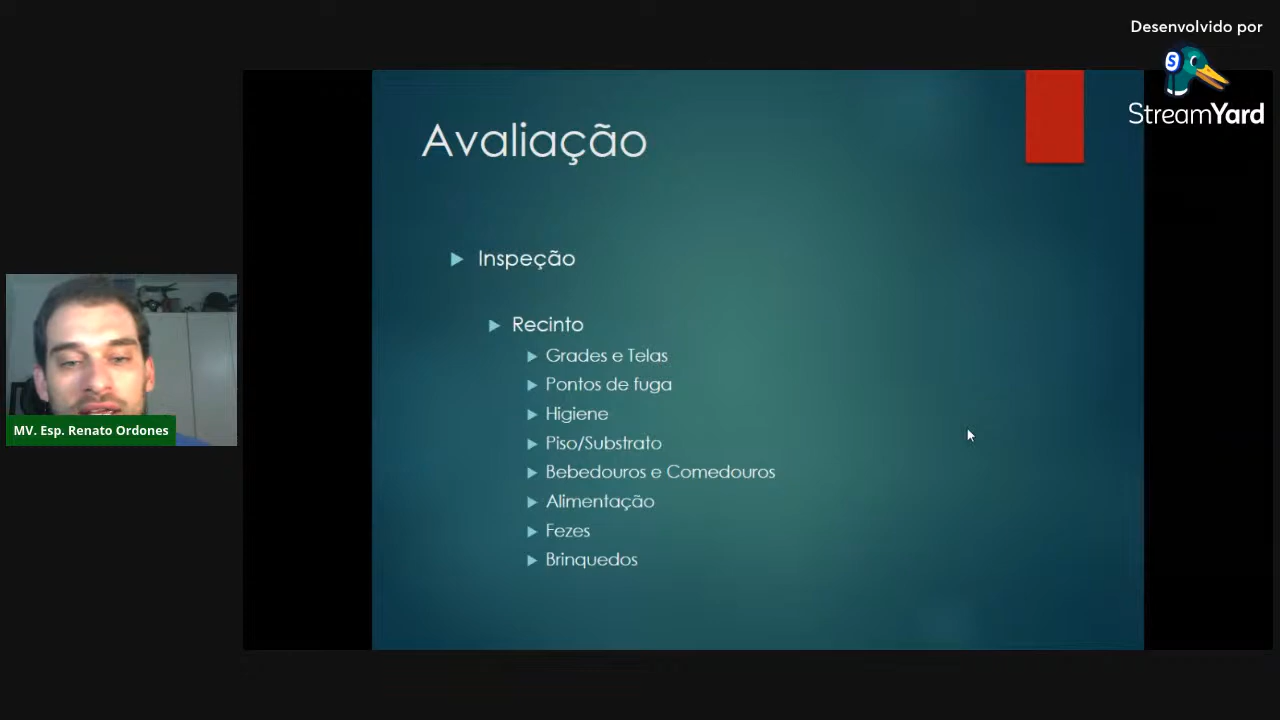 Desenvolvido por
StreamYard
Avaliação
Inspeção
Recinto
Grades e Telas
Pontos de fuga
Higiene
Piso/Substrato
Bebedouros e Comedouros
Alimentação
Fezes
Brinquedos
MV. Esp. Renato Ordones